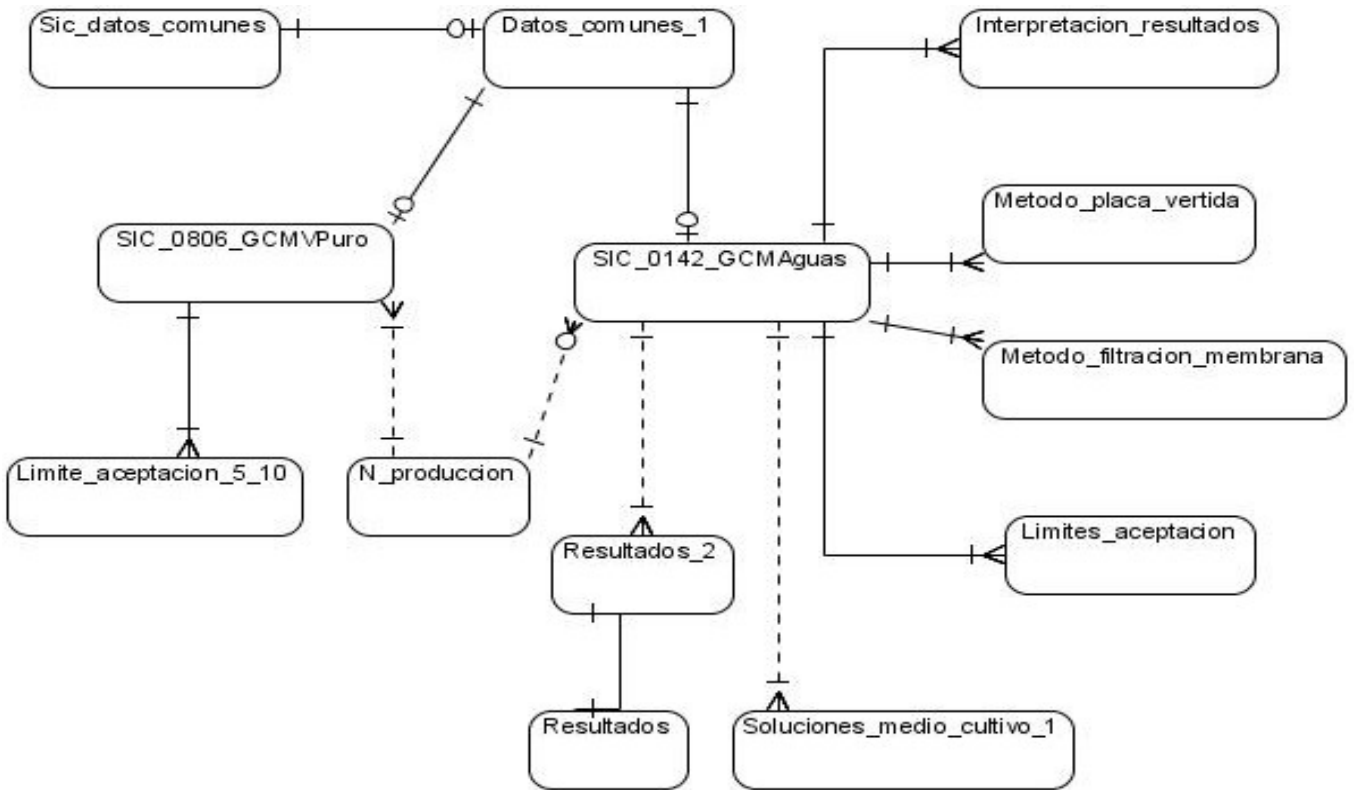 Sic_datos_comunes
Datos_comunes_1
Interpretacion_resultados
Metodo_placa_vertida
SIC_0806_GCMVPuro
SIC_0142_GCMAguas
Metodo_filtracion_membrana
Limite_aceptacion_5_10
N_produccion
Limites_aceptacion
Resultados_2
Resultados
Soluciones_medio_cultivo_1